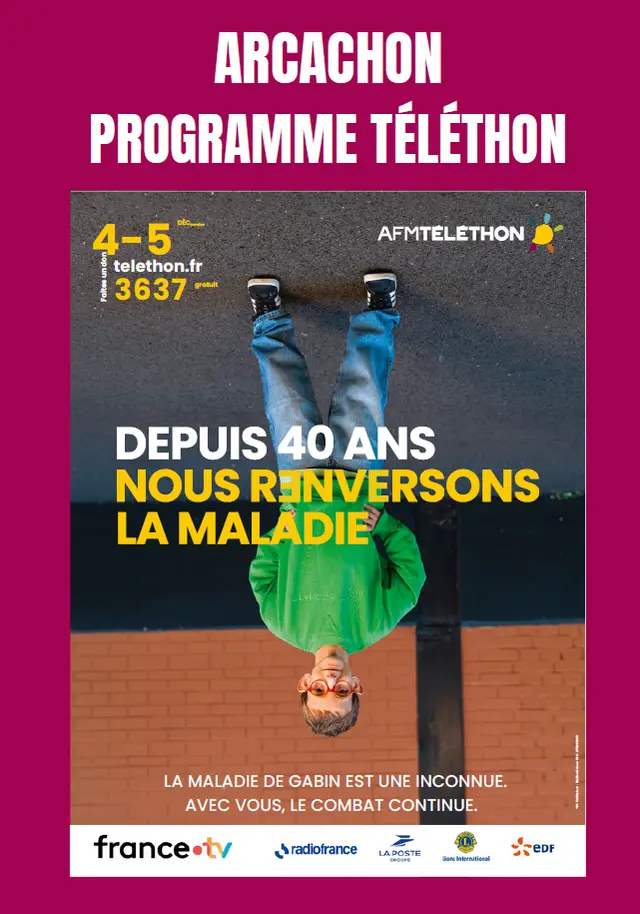 ARCACHON
PROGRAMME TÉLÉTHON
4-5 DÉC
Faites un don
telethon.fr
3637 gratuit
AFMTÉLÉTHON
DEPUIS 40 ANS
NOUS RENVERSONS
LA MALADIE
LA MALADIE DE GABIN EST UNE INCONNUE.
AVEC VOUS, LE COMBAT CONTINUE.
france•tv
radiofrance
LA POSTE
GROUPE
Lions International
eDF